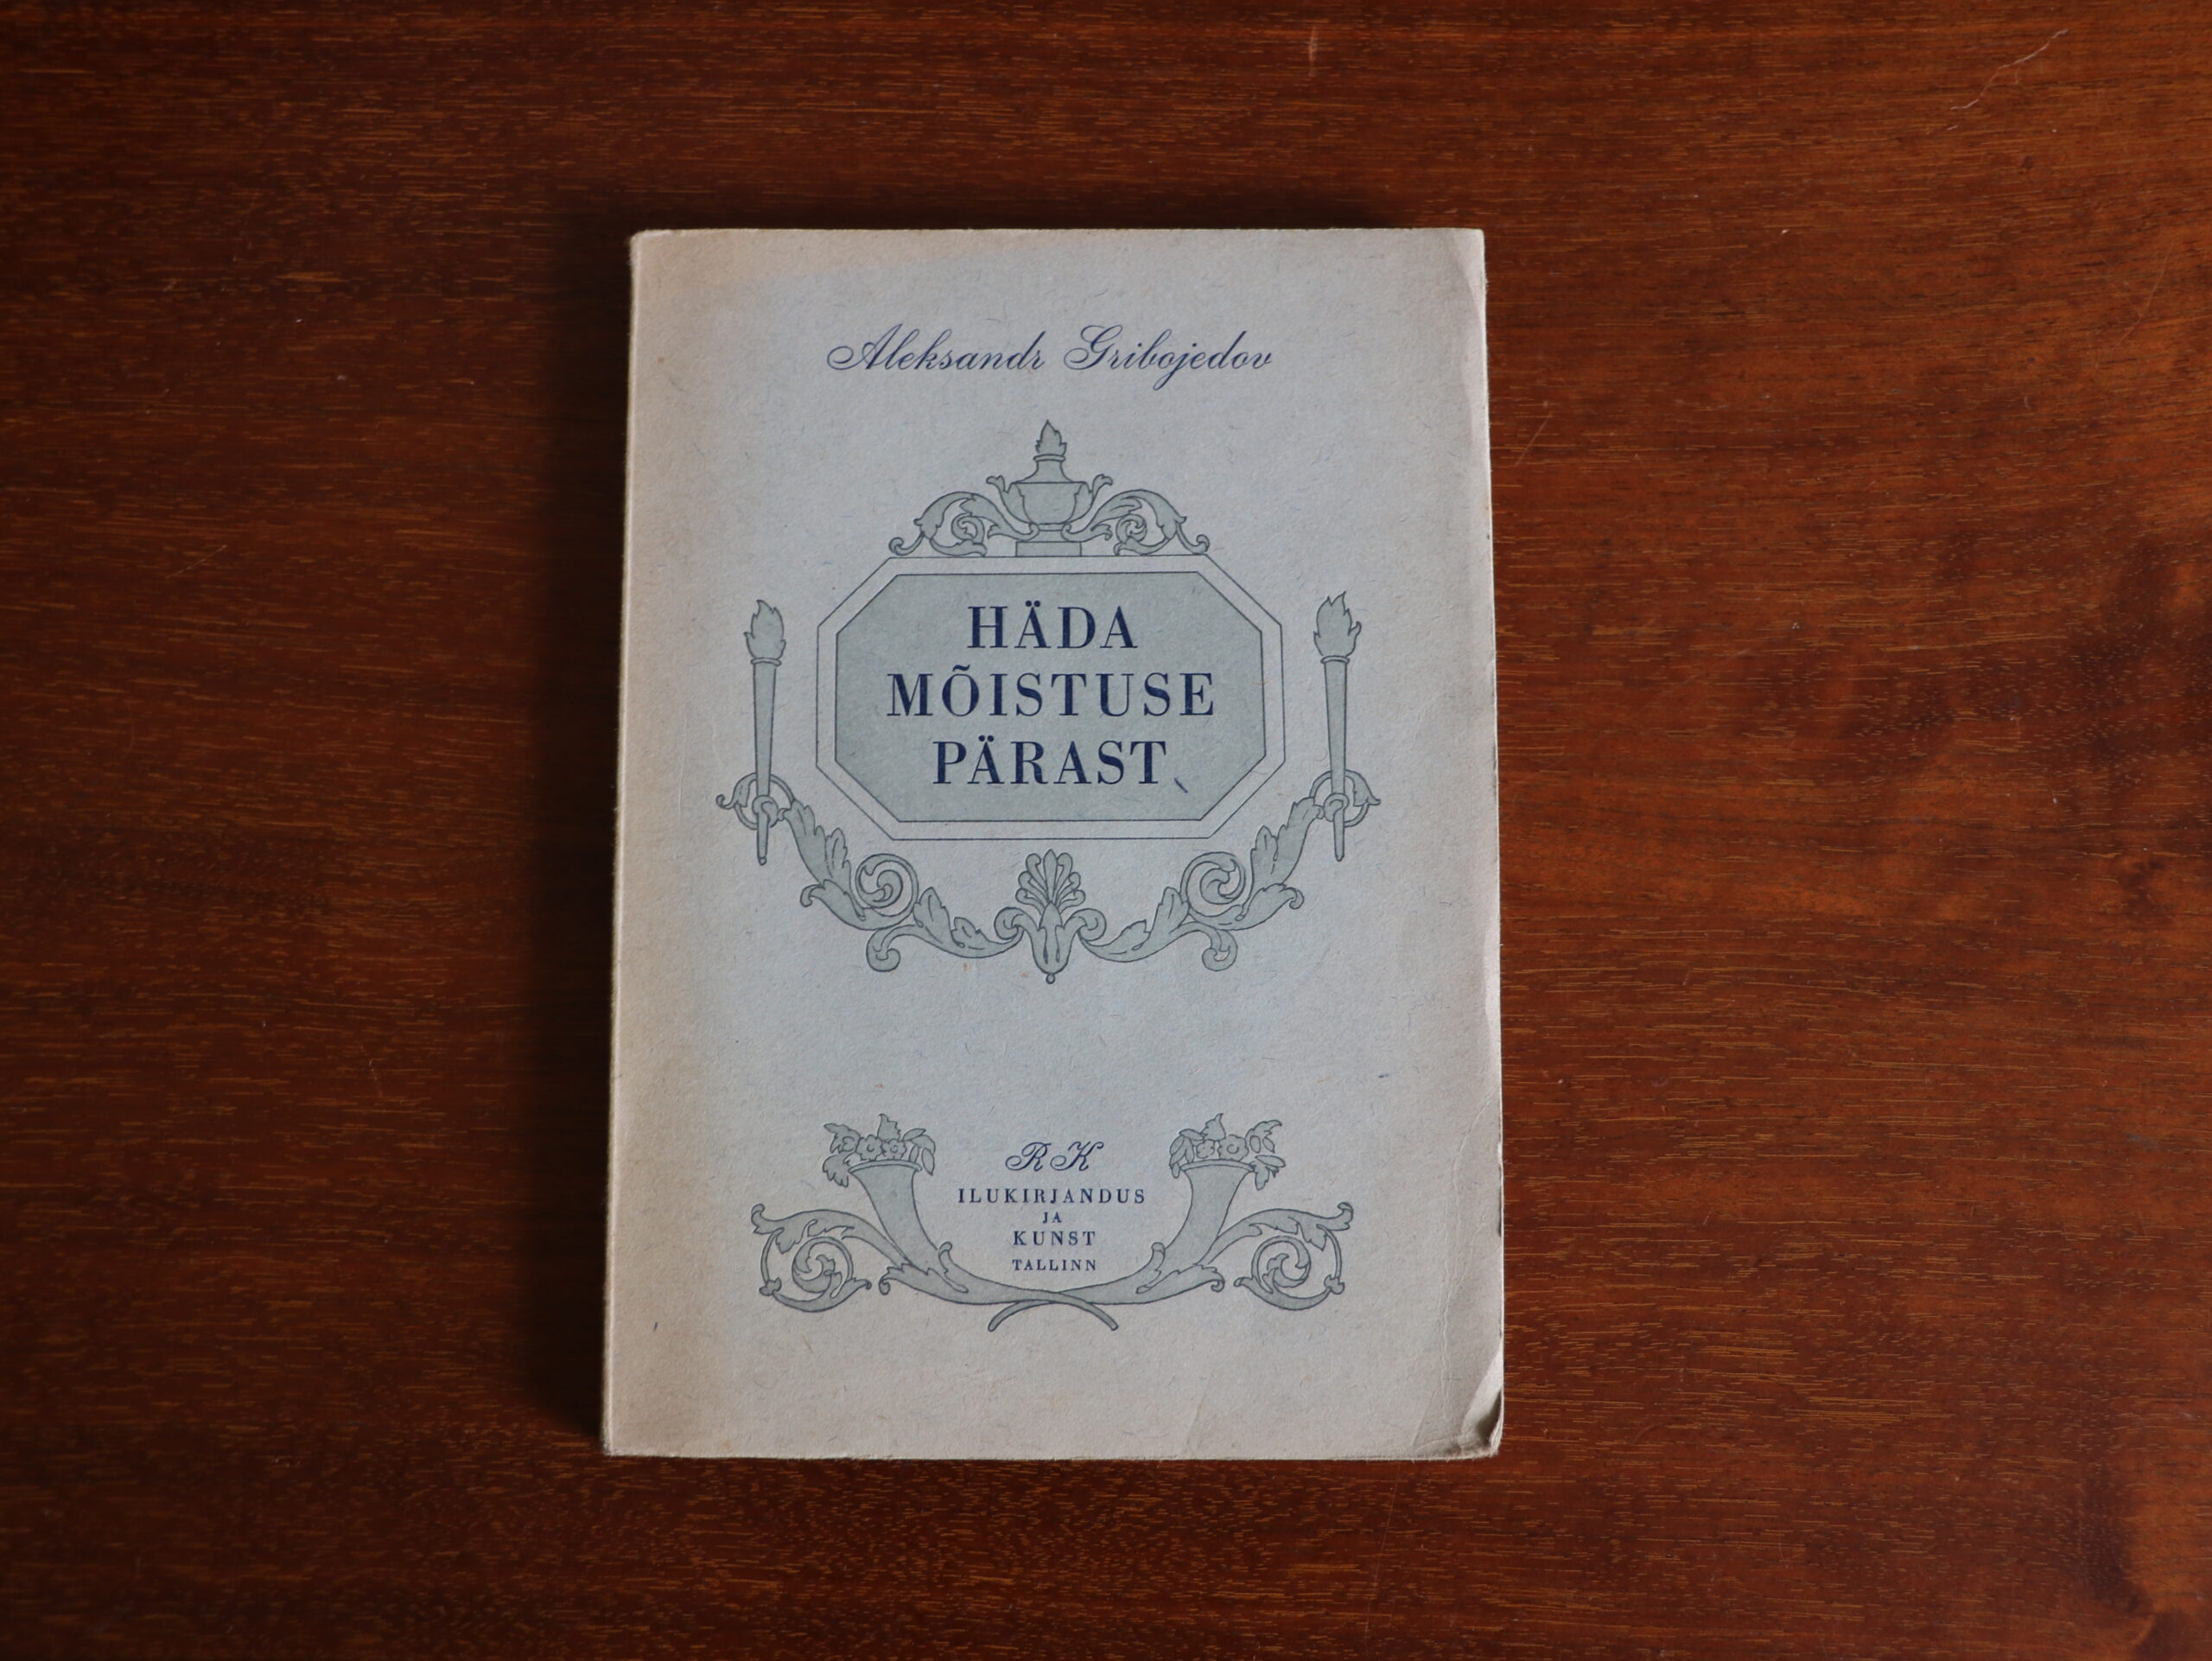 Aleksandr Gribojedov
HÄDA
MÕISTUSE
PÄRAST
RK
ILUKIRJANDUS
JA
KUNST
TALLINN